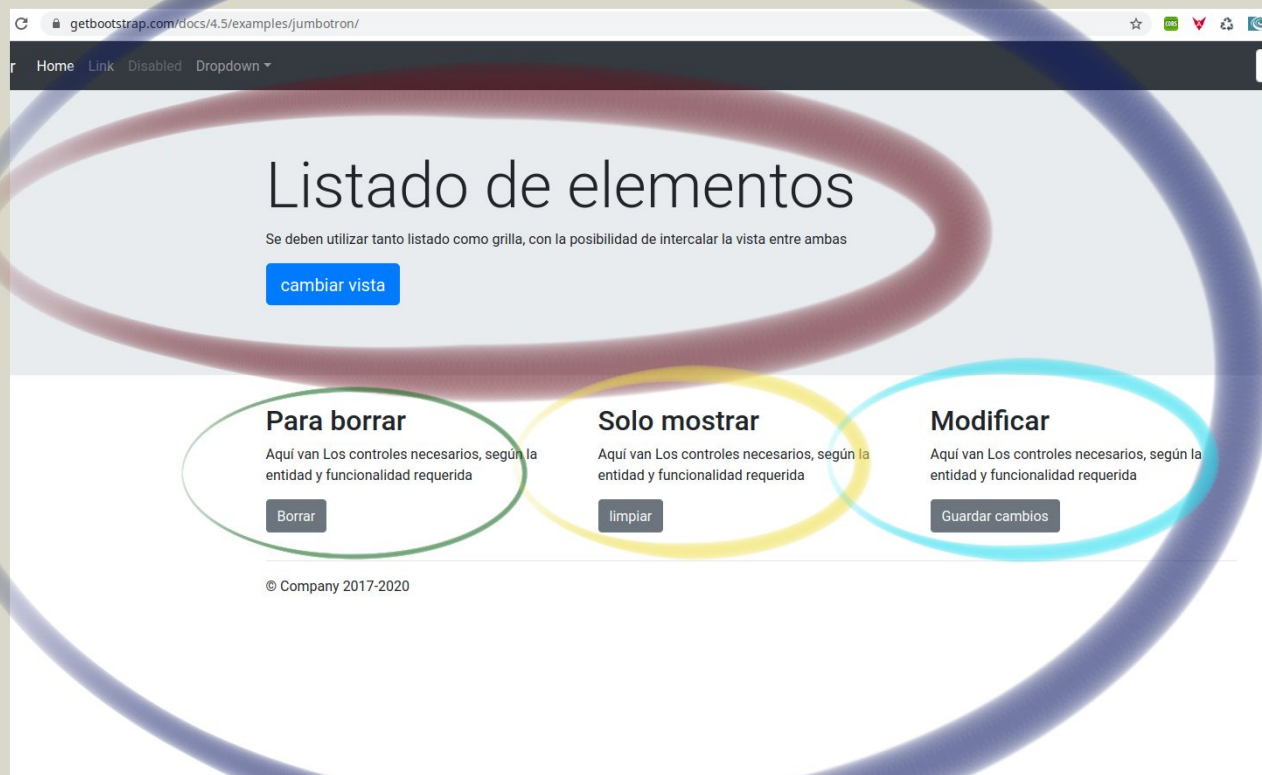 getbootstrap.com/docs/4.5/examples/jumbotron/
CORS
r Home Link Disabled Dropdown
Listado de elementos
Se deben utilizar tanto listado como grilla, con la posibilidad de intercalar la vista entre ambas
cambiar vista
Para borrar
Aquí van Los controles necesarios, según la
entidad y funcionalidad requerida
Borrar
Solo mostrar
Aquí van Los controles necesarios, según la
entidad y funcionalidad requerida
limpiar
Modificar
Aquí van Los controles necesarios, según la
entidad y funcionalidad requerida
Guardar cambios
© Company 2017-2020